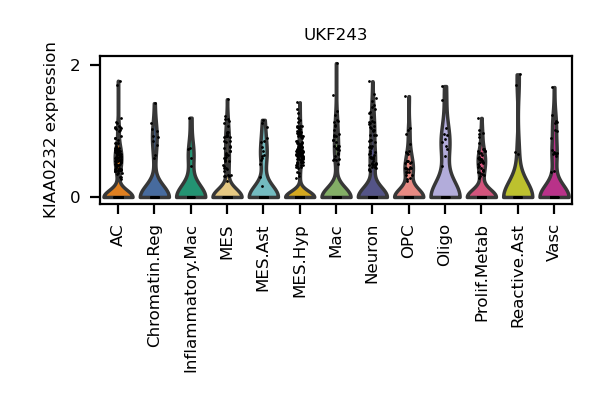 UKF243
KIAA0232 expression
2
0
AC
Chromatin.Reg
Inflammatory.Mac
MES
MES.Ast
MES.Hyp
Mac
Neuron
OPC
Oligo
Prolif.Metab
Reactive.Ast
Vasc